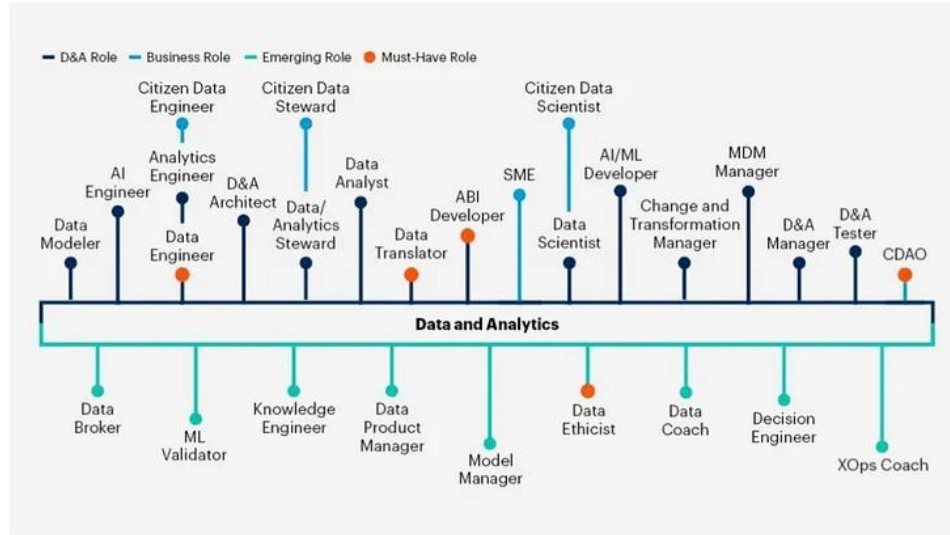 D&A Role
Business Role
Emerging Role
Must-Have Role
Citizen Data
Engineer
Citizen Data
Steward
Citizen Data
Scientist
Analytics
Engineer
AI
Engineer
Data
Modeler
Data
Engineer
D&A
Architect
Data/
Analytics
Steward
Data
Analyst
Data
Translator
ABI
Developer
SME
Data
Scientist
AI/ML
Developer
Change and
Transformation
Manager
MDM
Manager
D&A
Manager
D&A
Tester
CDAO
Data and Analytics
Data
Broker
ML
Validator
Knowledge
Engineer
Data
Product
Manager
Model
Manager
Data
Ethicist
Data
Coach
Decision
Engineer
XOps Coach